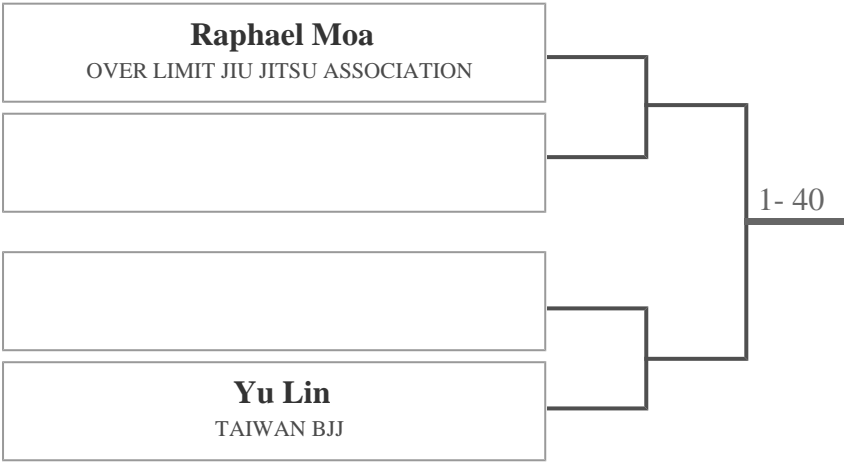 Raphael Moa
OVER LIMIT JIU JITSU ASSOCIATION
1- 40
Yu Lin
TAIWAN BJJ